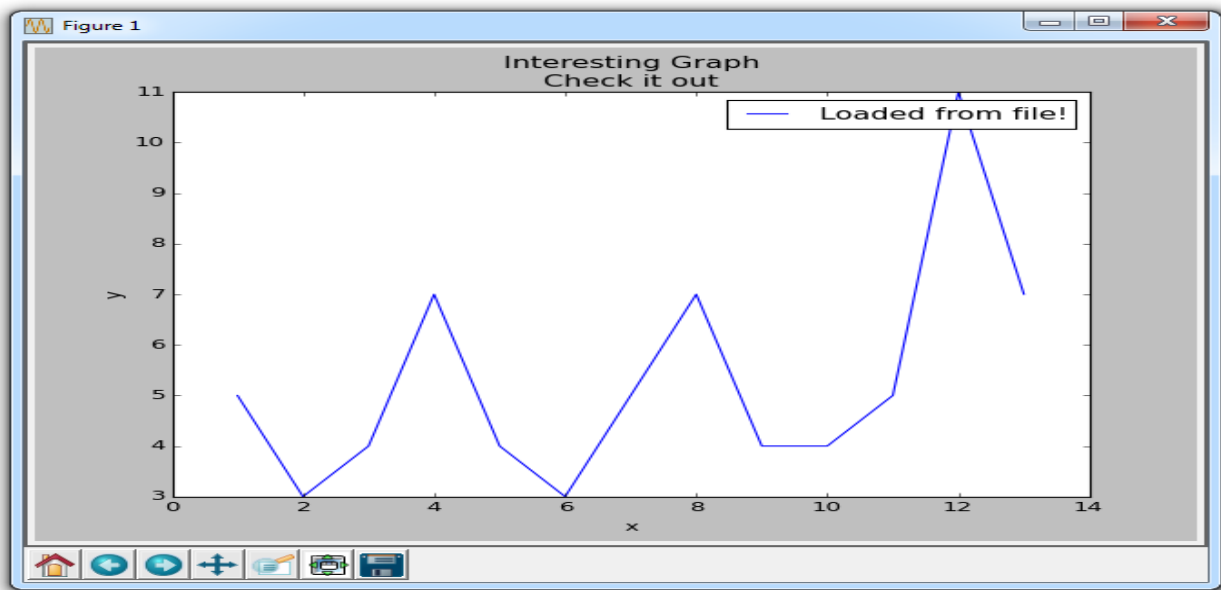 Figure 1
Interesting Graph
Check it out
Loaded from file!
11
10
9
8
7
6
5
4
3
y
0 2 4 6 8 10 12 14
x